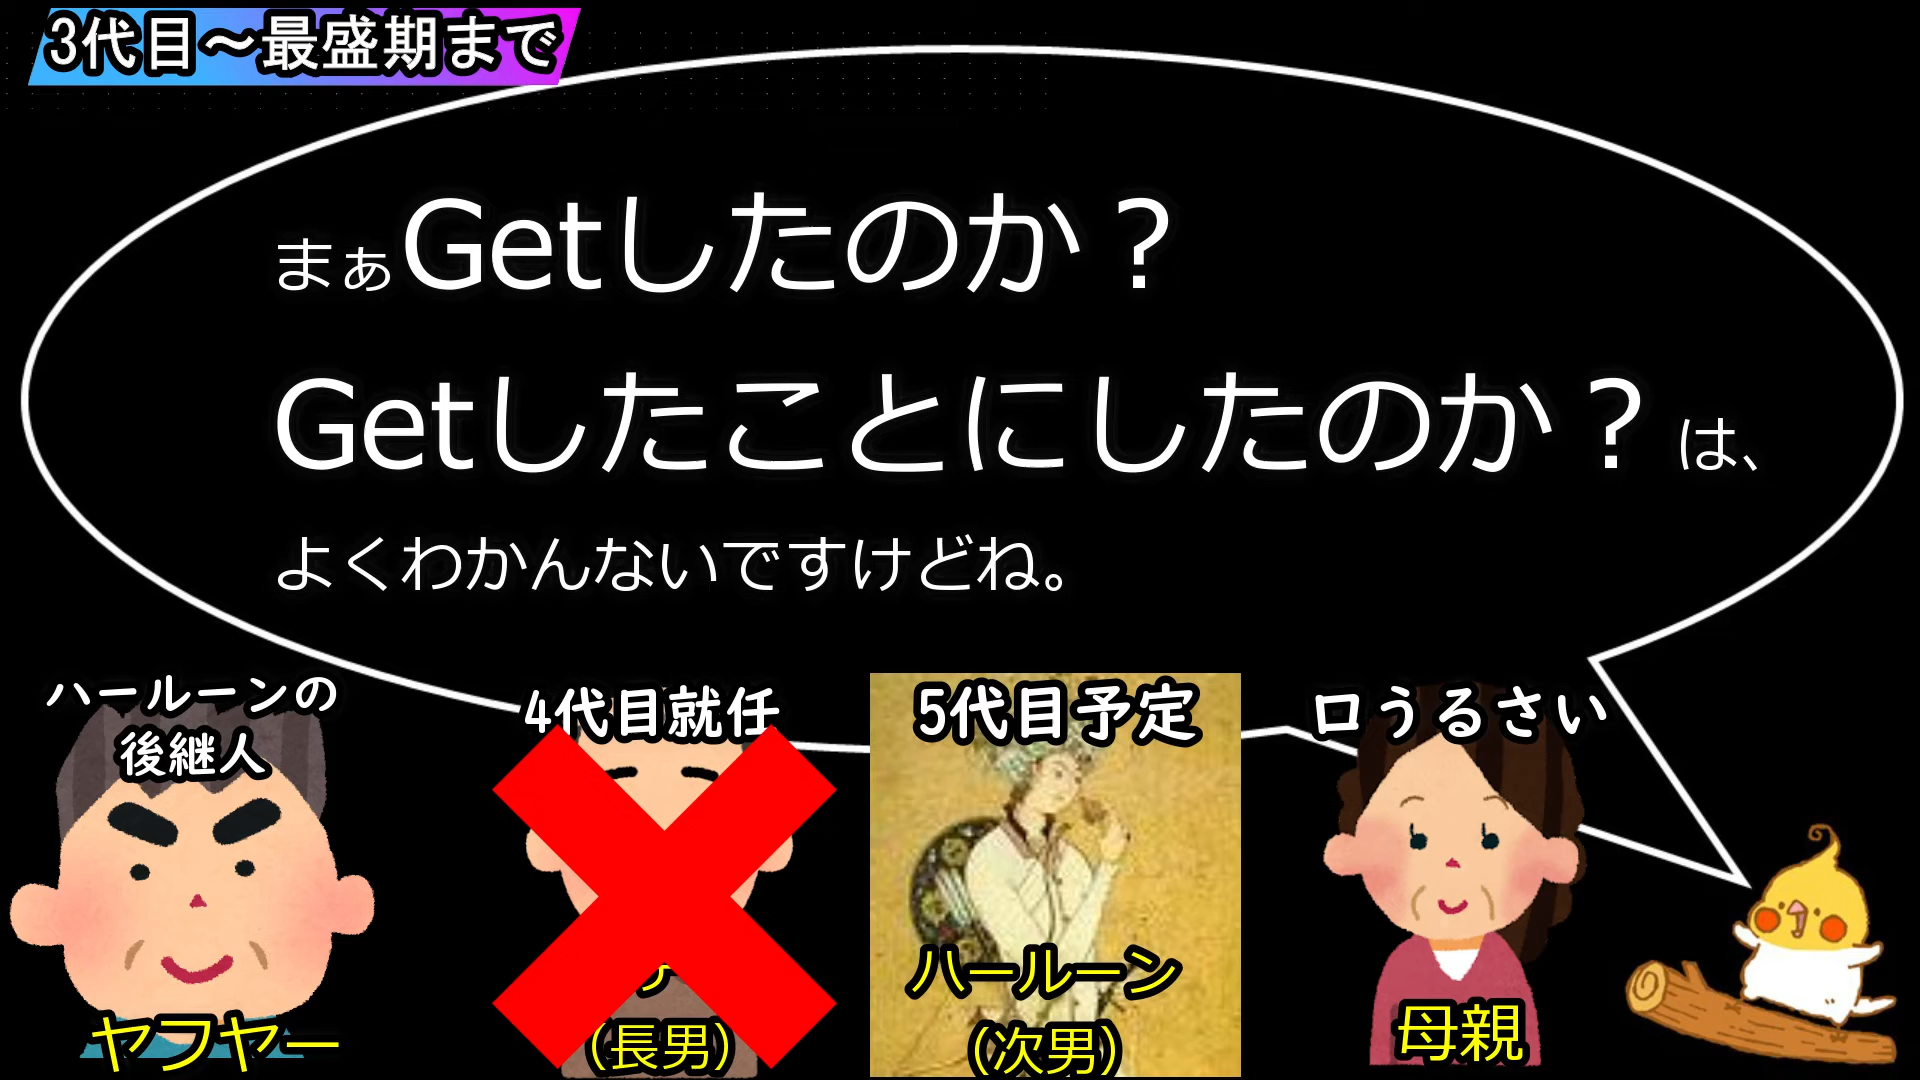 3代目～最盛期まで
まぁGetしたのか？
Getしたことにしたのか？は、
よくわかんないですけどね。
ハールーンの
後継人
ヤフヤー
4代目就任
（長男）
5代目予定
ハールーン
（次男）
口うるさい
母親